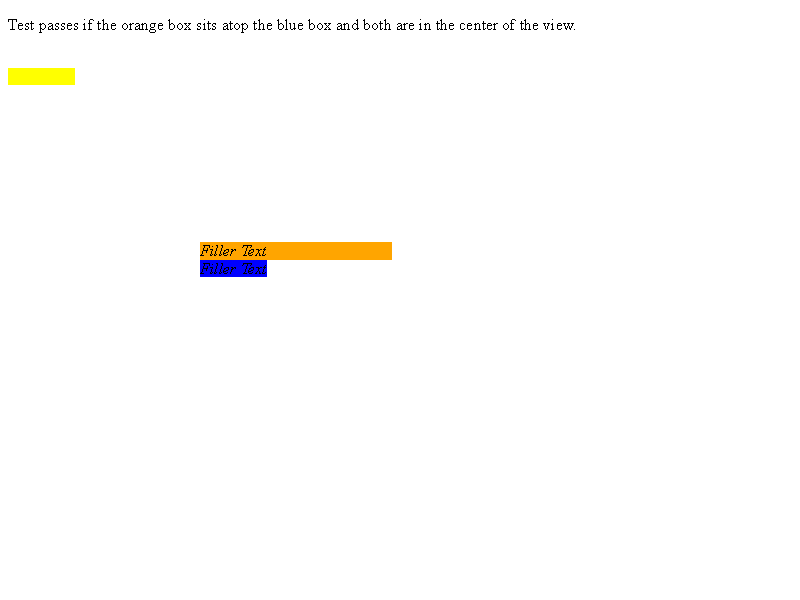 Test passes if the orange box sits atop the blue box and both are in the center of the view.
Filler Text
Filler Text